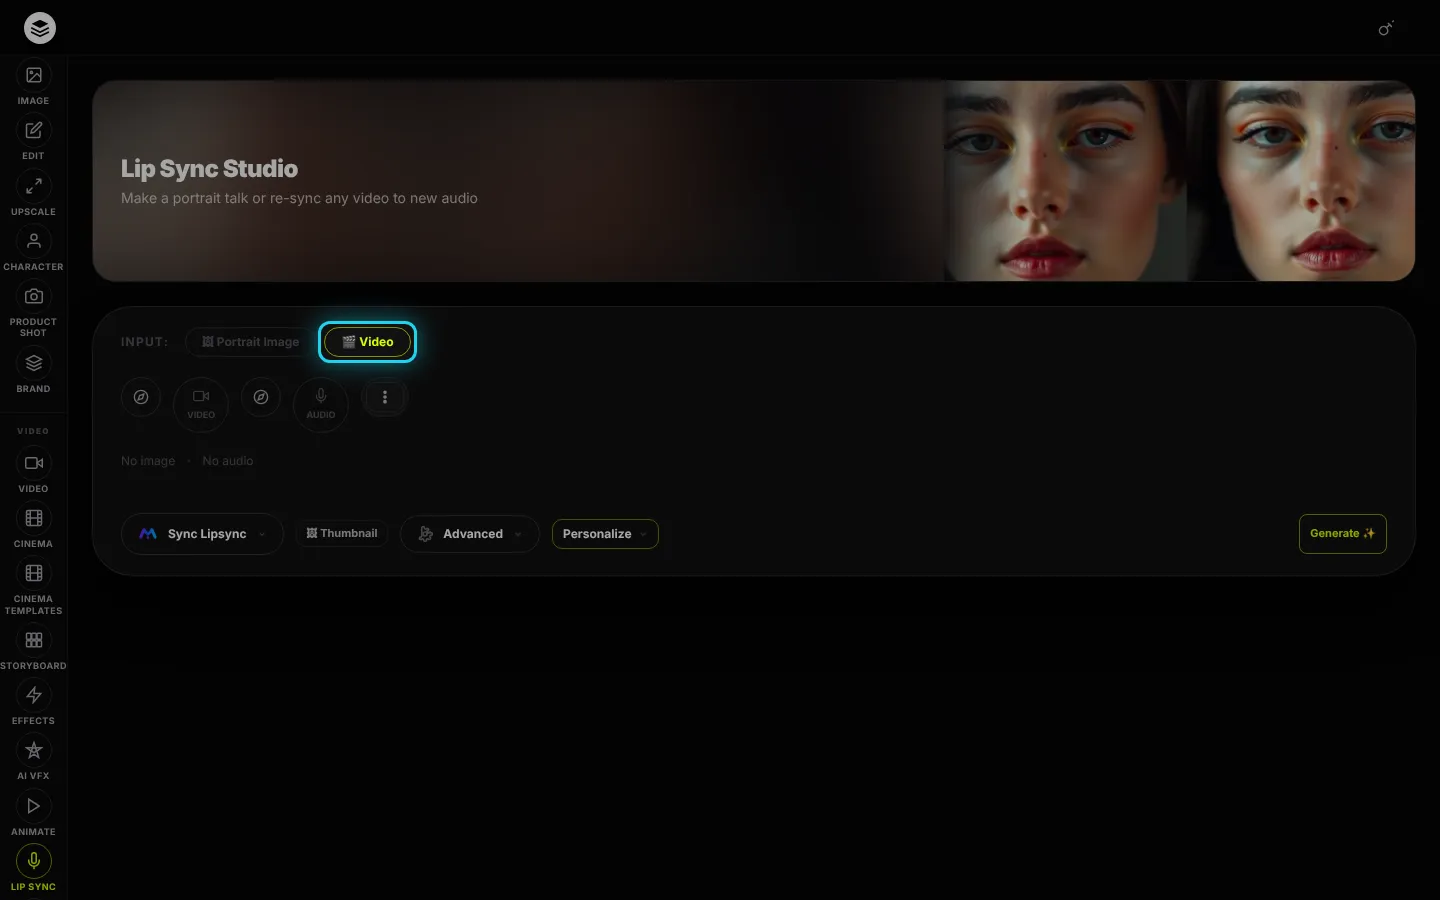 IMAGE
EDIT
UPSCALE
CHARACTER
PRODUCT
SHOT
BRAND
VIDEO
VIDEO
CINEMA
CINEMA
TEMPLATES
STORYBOARD
EFFECTS
AI VFX
ANIMATE
LIP SYNC
Lip Sync Studio
Make a portrait talk or re-sync any video to new audio
INPUT: Portrait Image Video
VIDEO AUDIO
No image · No audio
Sync Lipsync Thumbnail Advanced Personalize Generate